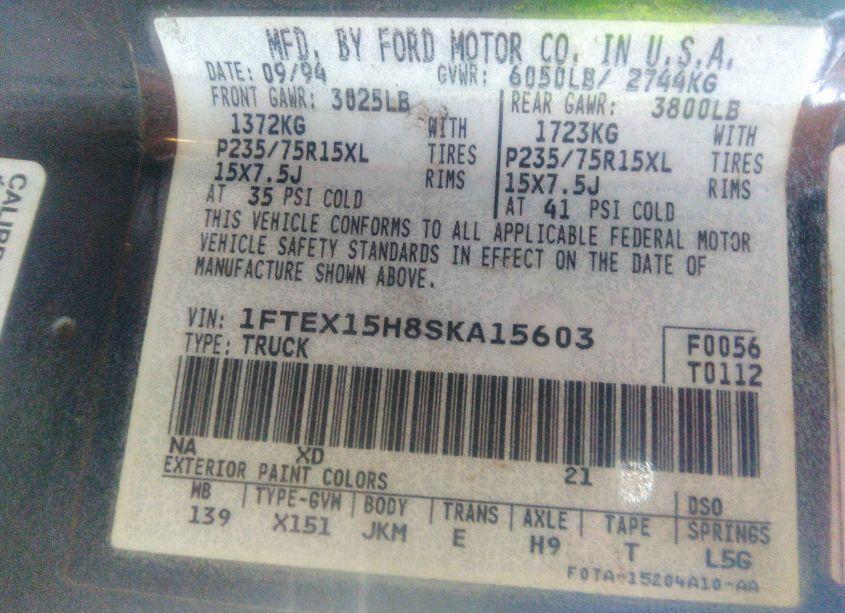 MFD. BY FORD MOTOR CO. IN U.S.A.
DATE: 09/94 GVWR: 6050LB/ 2744KG
FRONT GAWR: 3025LB REAR GAWR: 3800LB
1372KG WITH 1723KG WITH
P235/75R15XL TIRES P235/75R15XL TIRES
15X7.5J RIMS 15X7.5J RIMS
AT 35 PSI COLD AT 41 PSI COLD
THIS VEHICLE CONFORMS TO ALL APPLICABLE FEDERAL MOTOR
VEHICLE SAFETY STANDARDS IN EFFECT ON THE DATE OF
MANUFACTURE SHOWN ABOVE.
VIN: 1FTEX15H8SKA15603
TYPE: TRUCK
F0056
T0112
NA XD 21
EXTERIOR PAINT COLORS DSO
WB TYPE-GVW BODY TRANS AXLE TAPE SPRINGS
139 X151 JKM E H9 T L5G
F0TA-15204A10-AA